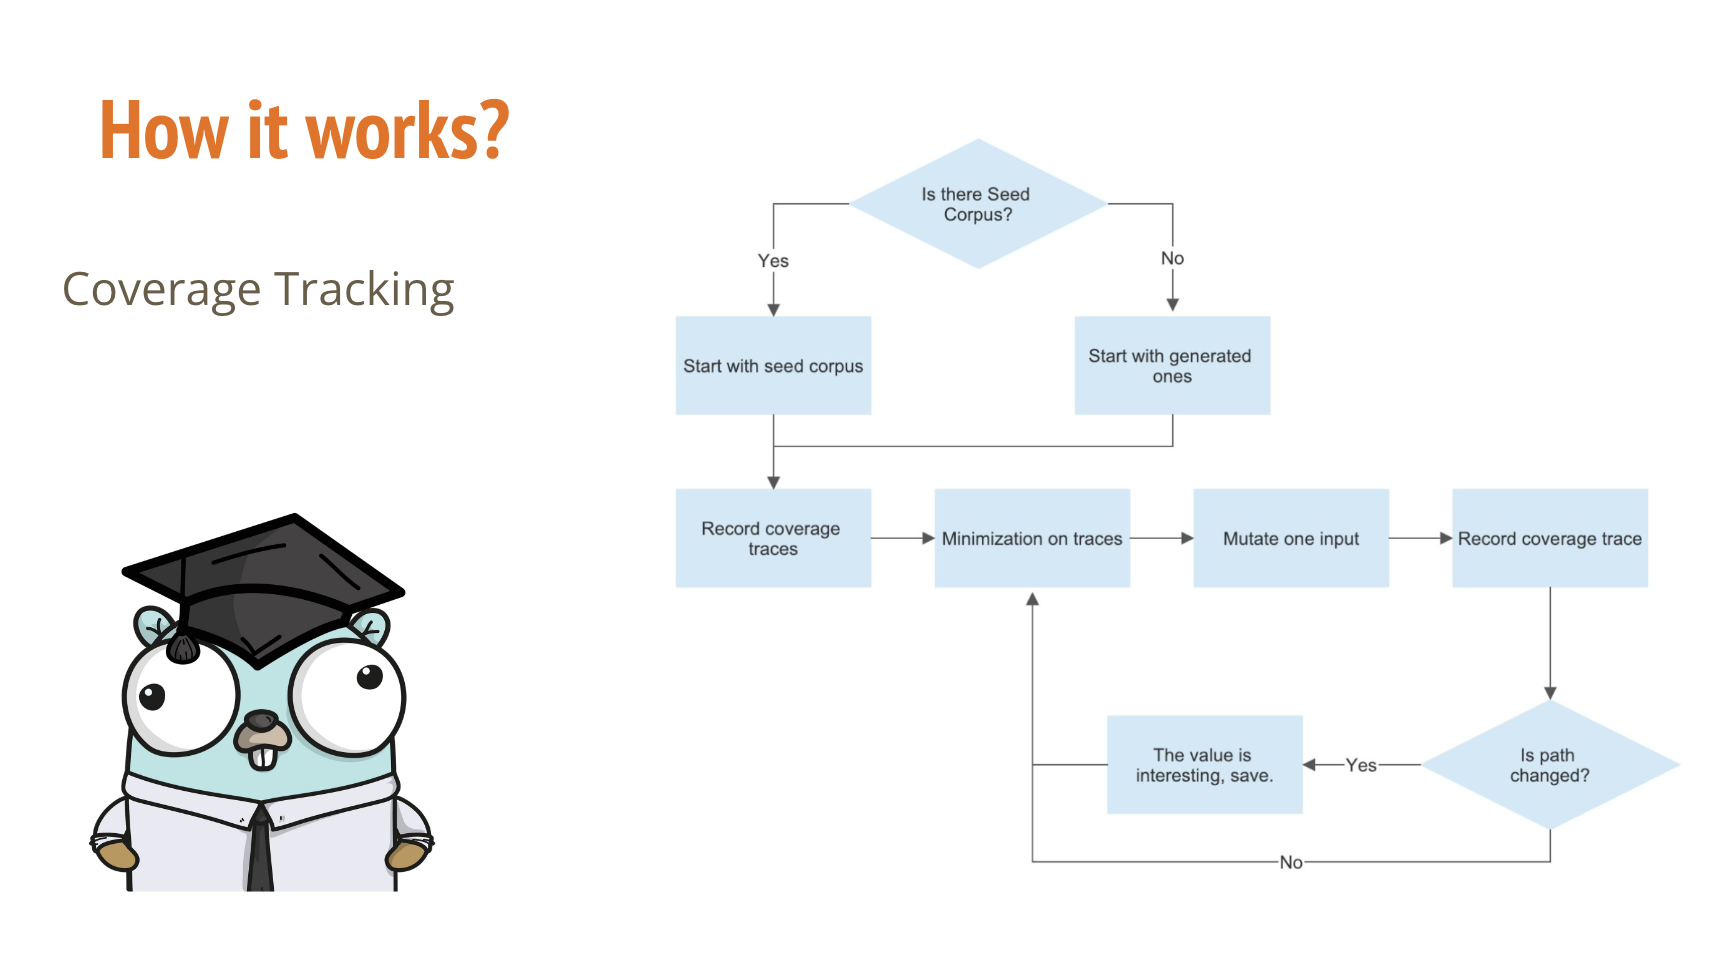 How it works?
Coverage Tracking
Is there Seed
Corpus?
Yes
No
Start with seed corpus
Start with generated
ones
Record coverage
traces
Minimization on traces
Mutate one input
Record coverage trace
The value is
interesting, save.
Yes
Is path
changed?
No